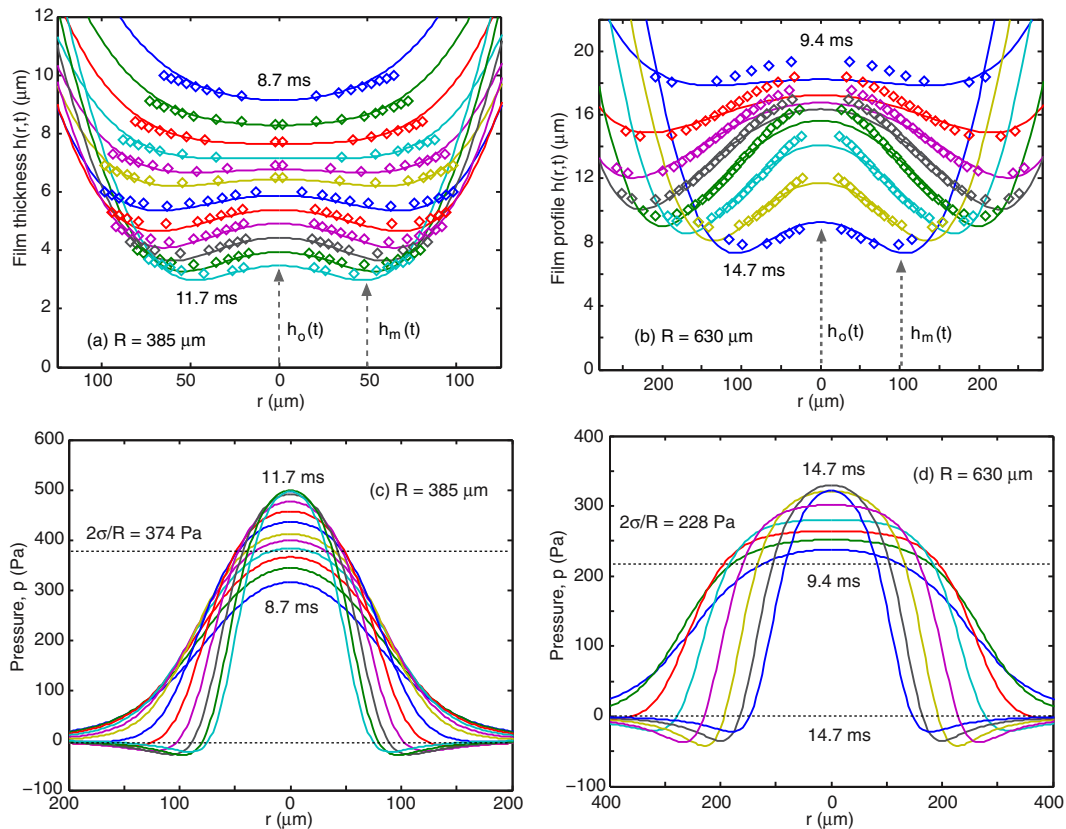 12
10
8
6
4
2
0
Film thickness h(r,t) (μm)
8.7 ms
11.7 ms
hₒ(t)
hₘ(t)
(a) R = 385 μm
100 50 0 50 100
r (μm)
20
16
12
8
4
0
Film profile h(r,t) (μm)
9.4 ms
14.7 ms
hₒ(t)
hₘ(t)
(b) R = 630 μm
200 100 0 100 200
r (μm)
600
500
400
300
200
100
0
−100
Pressure, p (Pa)
11.7 ms
(c) R = 385 μm
2σ/R = 374 Pa
8.7 ms
200 100 0 100 200
r (μm)
400
300
200
100
0
−100
Pressure, p (Pa)
14.7 ms
(d) R = 630 μm
2σ/R = 228 Pa
9.4 ms
14.7 ms
400 200 0 200 400
r (μm)